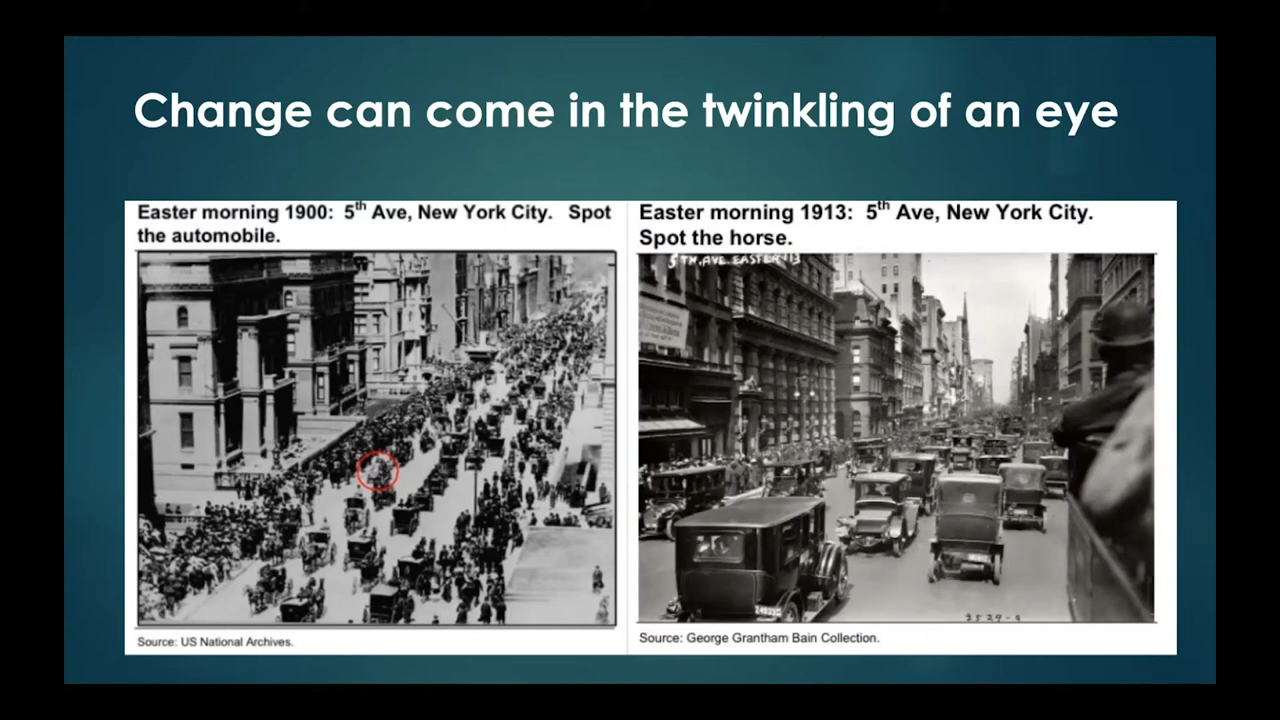 Change can come in the twinkling of an eye
Easter morning 1900: 5th Ave, New York City. Spot
the automobile.
Source: US National Archives.
Easter morning 1913: 5th Ave, New York City.
Spot the horse.
5TH. AVE EASTER '13
3529-9
Source: George Grantham Bain Collection.